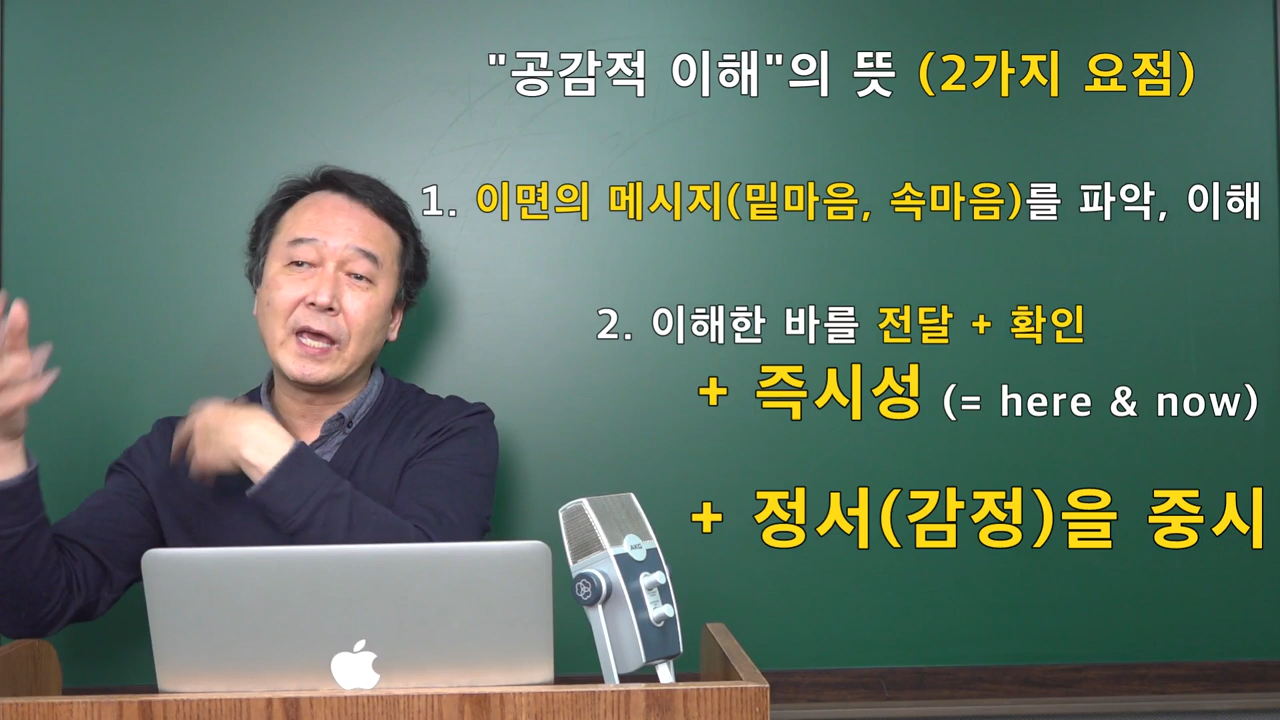 "공감적 이해"의 뜻 (2가지 요점)
1. 이면의 메시지(밑마음, 속마음)를 파악, 이해
2. 이해한 바를 전달 + 확인
+ 즉시성 (= here & now)
+ 정서(감정)을 중시
AKG